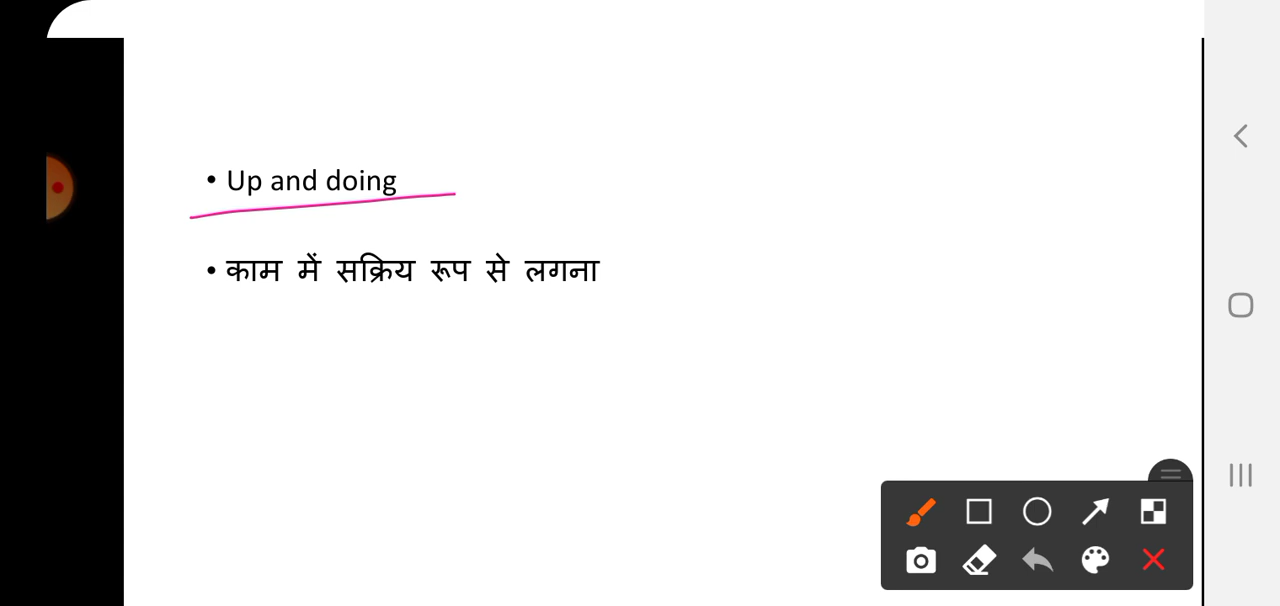 • Up and doing
• काम में सक्रिय रूप से लगना